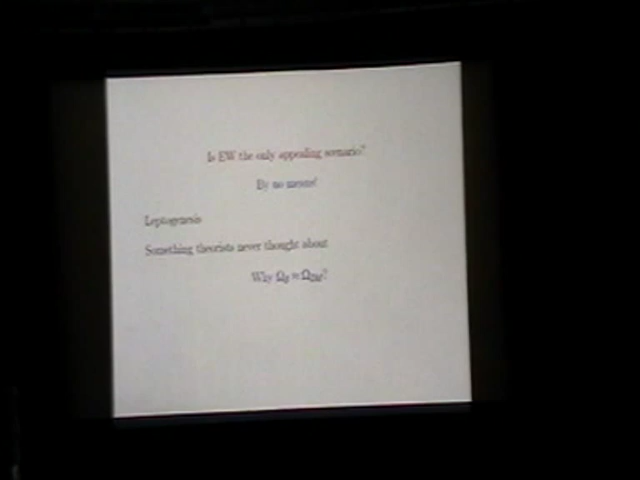 Is EW the only appealing scenario?
By no means!
Leptogenesis
Something theorists never thought about
Why Ω_B ≈ Ω_DM?